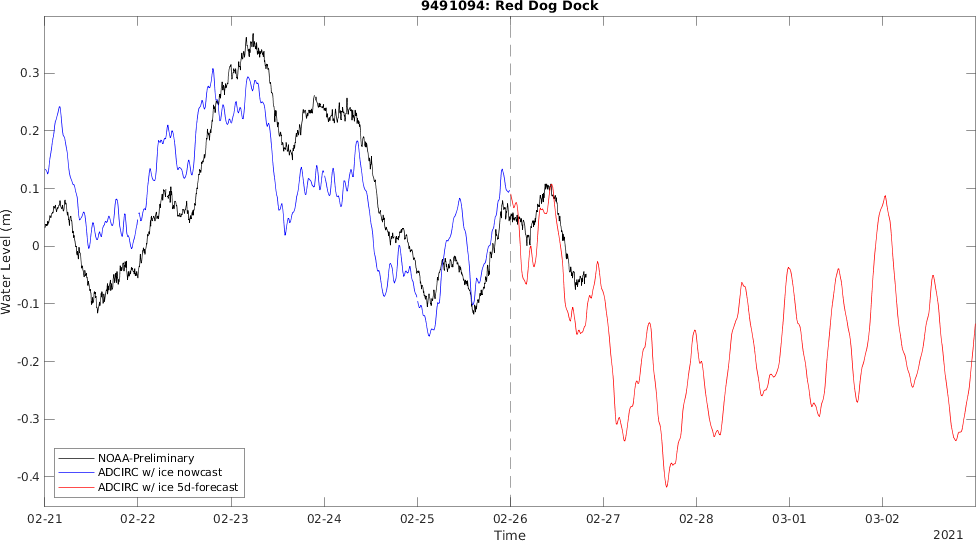 9491094: Red Dog Dock
Water Level (m)
0.3
0.2
0.1
0
-0.1
-0.2
-0.3
-0.4
NOAA-Preliminary
ADCIRC w/ ice nowcast
ADCIRC w/ ice 5d-forecast
02-21 02-22 02-23 02-24 02-25 02-26 02-27 02-28 03-01 03-02
Time
2021